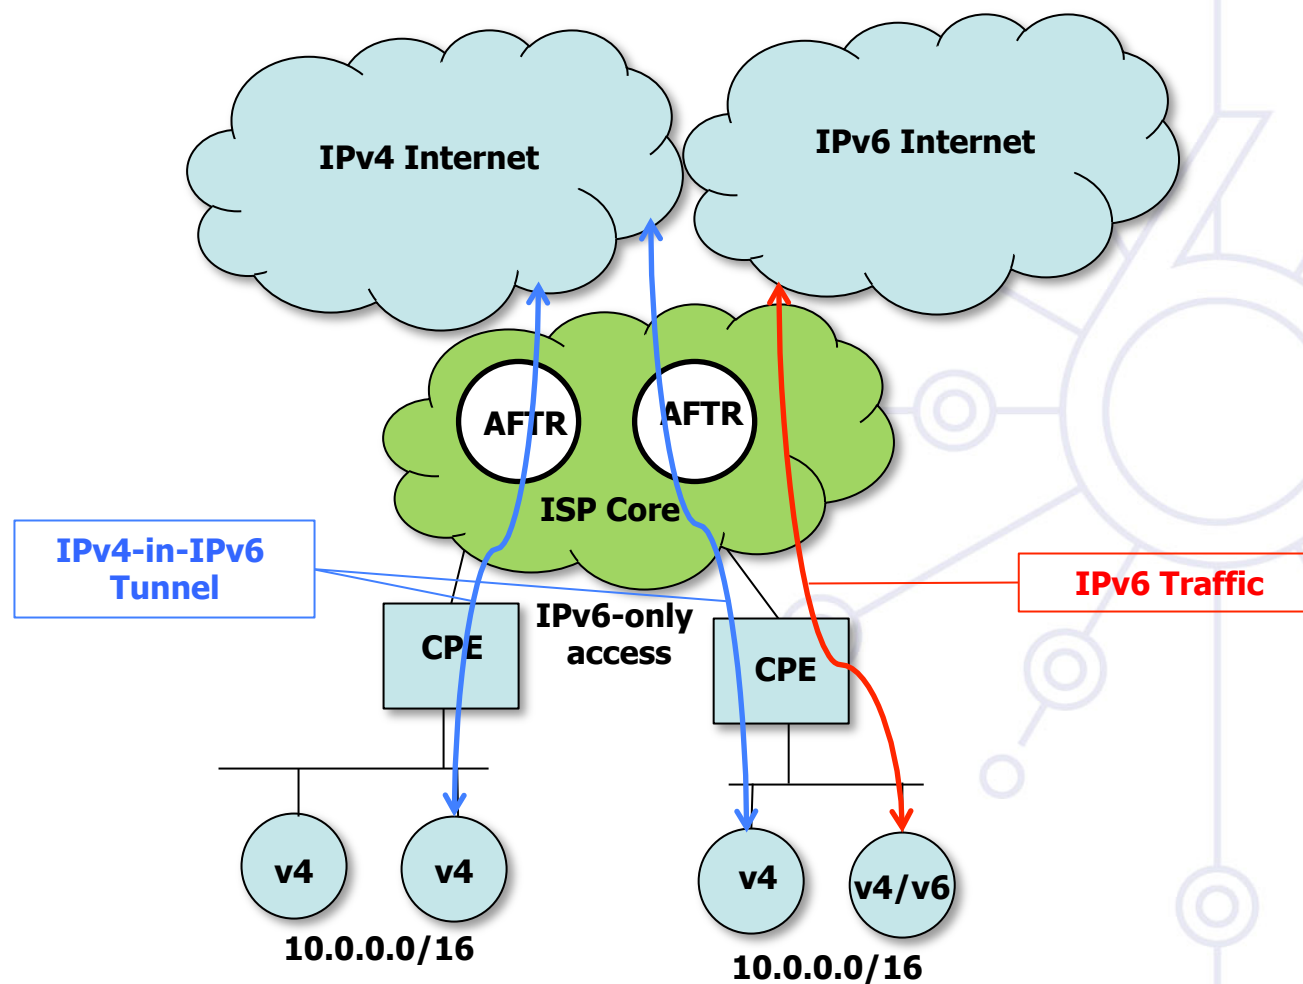 IPv4 Internet
IPv6 Internet
AFTR
AFTR
ISP Core
IPv4-in-IPv6
Tunnel
IPv6 Traffic
IPv6-only
access
CPE
CPE
v4
v4
v4
v4/v6
10.0.0.0/16
10.0.0.0/16